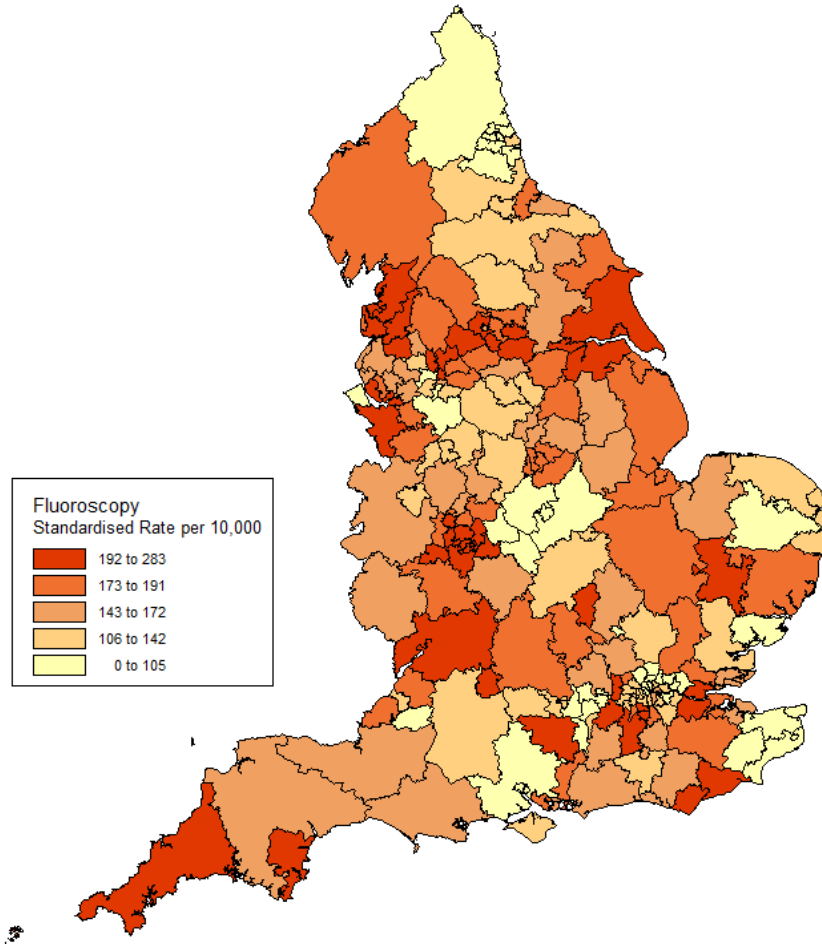 Fluoroscopy
Standardised Rate per 10,000
192 to 283
173 to 191
143 to 172
106 to 142
0 to 105